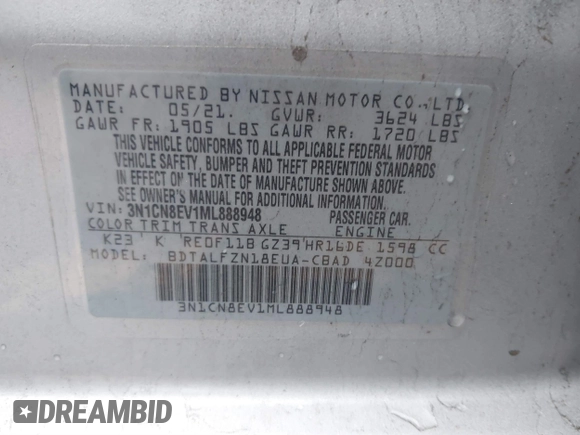 MANUFACTURED BY NISSAN MOTOR CO., LTD.
DATE: 05/21. GVWR: 3624 LBS
GAWR FR: 1905 LBS GAWR RR: 1720 LBS
THIS VEHICLE CONFORMS TO ALL APPLICABLE FEDERAL MOTOR
VEHICLE SAFETY, BUMPER AND THEFT PREVENTION STANDARDS
IN EFFECT ON THE DATE OF MANUFACTURE SHOWN ABOVE.
SEE OWNER'S MANUAL FOR ADDITIONAL INFORMATION.
VIN: 3N1CN8EV1ML888948 PASSENGER CAR.
COLOR TRIM TRANS AXLE ENGINE
K23 K RE0F11B GZ39 HR16DE 1598 CC
MODEL: BDTALFZN18EUA-CBAD 4Z000
3N1CN8EV1ML888948
DREAMBID